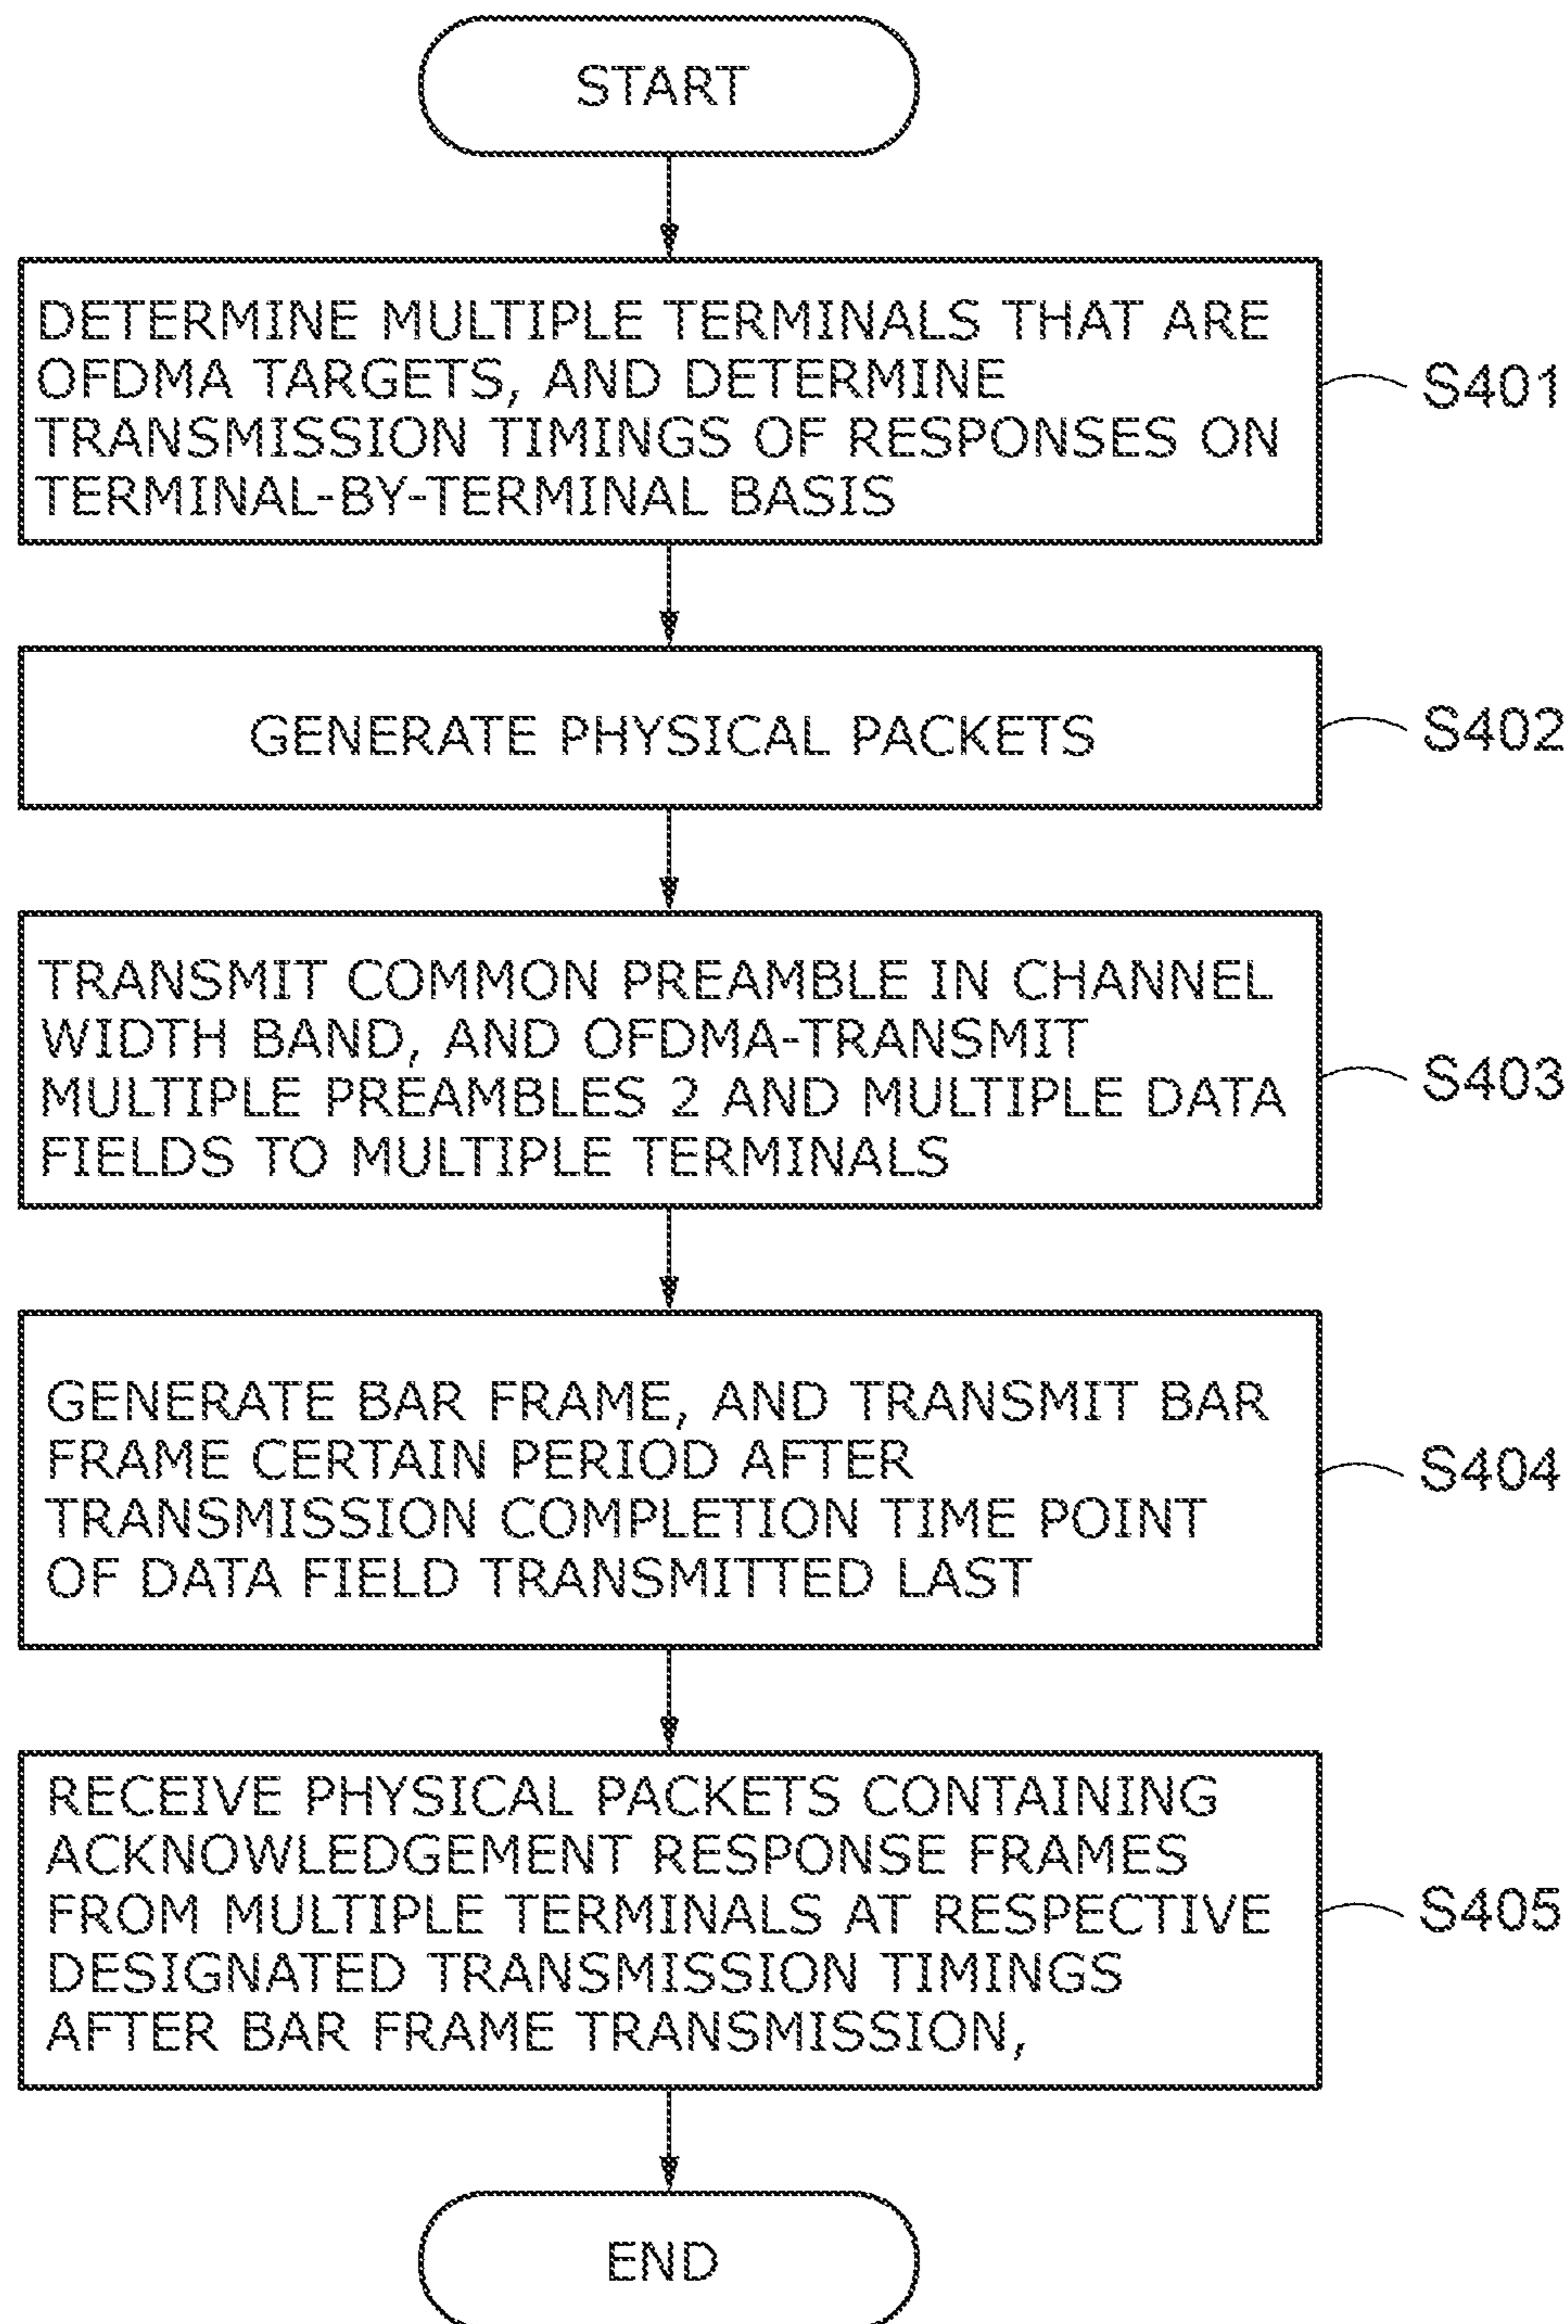 START
DETERMINE MULTIPLE TERMINALS THAT ARE
OFDMA TARGETS, AND DETERMINE
TRANSMISSION TIMINGS OF RESPONSES ON
TERMINAL-BY-TERMINAL BASIS
S401
GENERATE PHYSICAL PACKETS
S402
TRANSMIT COMMON PREAMBLE IN CHANNEL
WIDTH BAND, AND OFDMA-TRANSMIT
MULTIPLE PREAMBLES 2 AND MULTIPLE DATA
FIELDS TO MULTIPLE TERMINALS
S403
GENERATE BAR FRAME, AND TRANSMIT BAR
FRAME CERTAIN PERIOD AFTER
TRANSMISSION COMPLETION TIME POINT
OF DATA FIELD TRANSMITTED LAST
S404
RECEIVE PHYSICAL PACKETS CONTAINING
ACKNOWLEDGEMENT RESPONSE FRAMES
FROM MULTIPLE TERMINALS AT RESPECTIVE
DESIGNATED TRANSMISSION TIMINGS
AFTER BAR FRAME TRANSMISSION,
S405
END